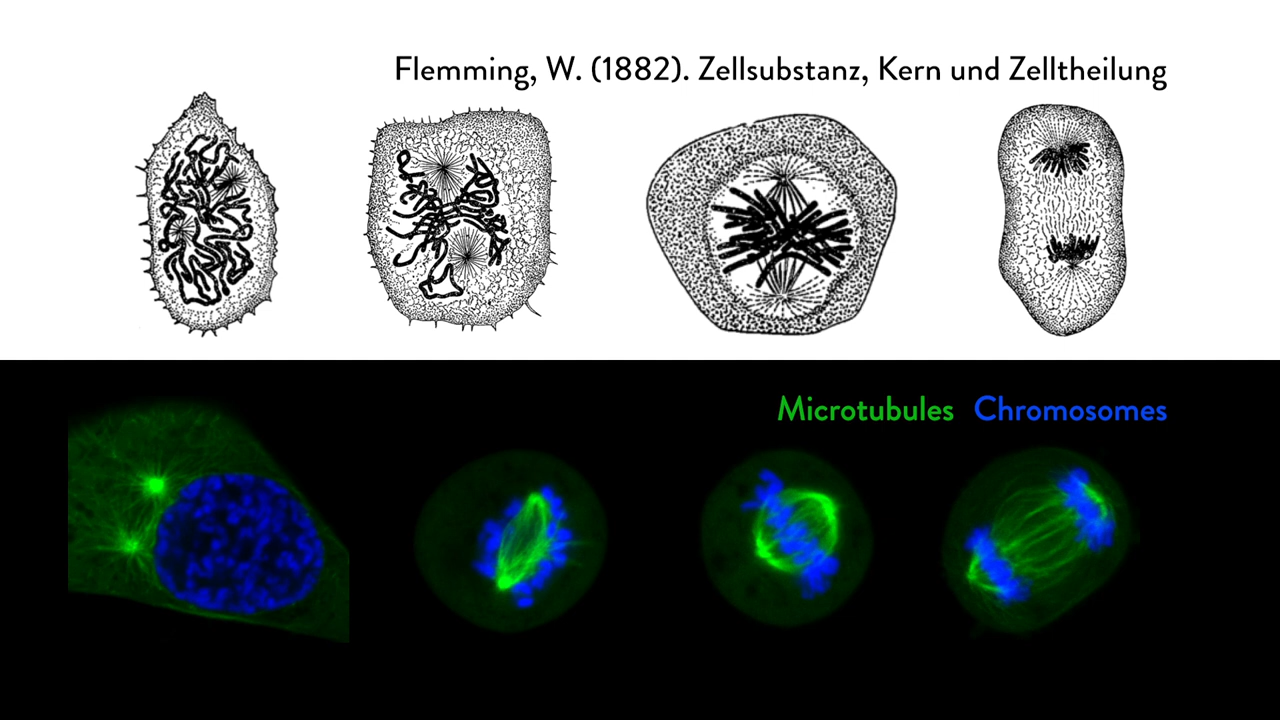 Flemming, W. (1882). Zellsubstanz, Kern und Zelltheilung
Microtubules Chromosomes